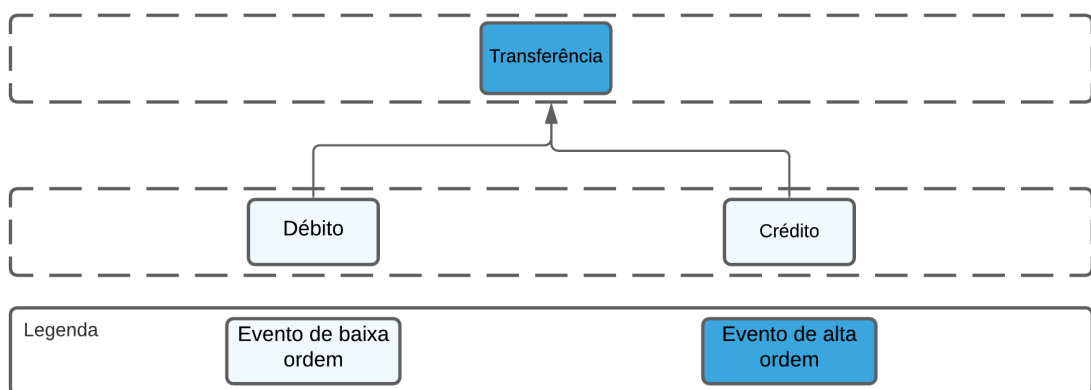 Transferência
Débito
Crédito
Legenda
Evento de baixa
ordem
Evento de alta
ordem